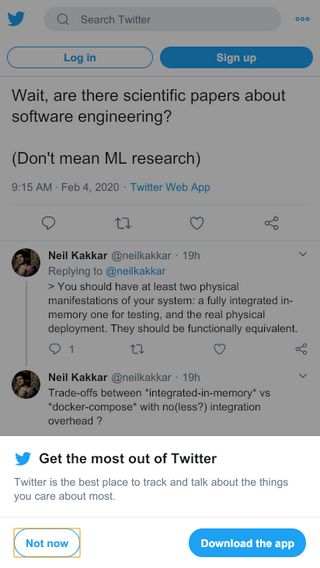 Search Twitter
Log in
Sign up
Wait, are there scientific papers about
software engineering?
(Don't mean ML research)
9:15 AM · Feb 4, 2020 · Twitter Web App
Neil Kakkar @neilkakkar · 19h
Replying to @neilkakkar
> You should have at least two physical
manifestations of your system: a fully integrated in-
memory one for testing, and the real physical
deployment. They should be functionally equivalent.
1
Neil Kakkar @neilkakkar · 19h
Trade-offs between *integrated-in-memory* vs
*docker-compose* with no(less?) integration
overhead ?
Get the most out of Twitter
Twitter is the best place to track and talk about the things
you care about most.
Not now
Download the app